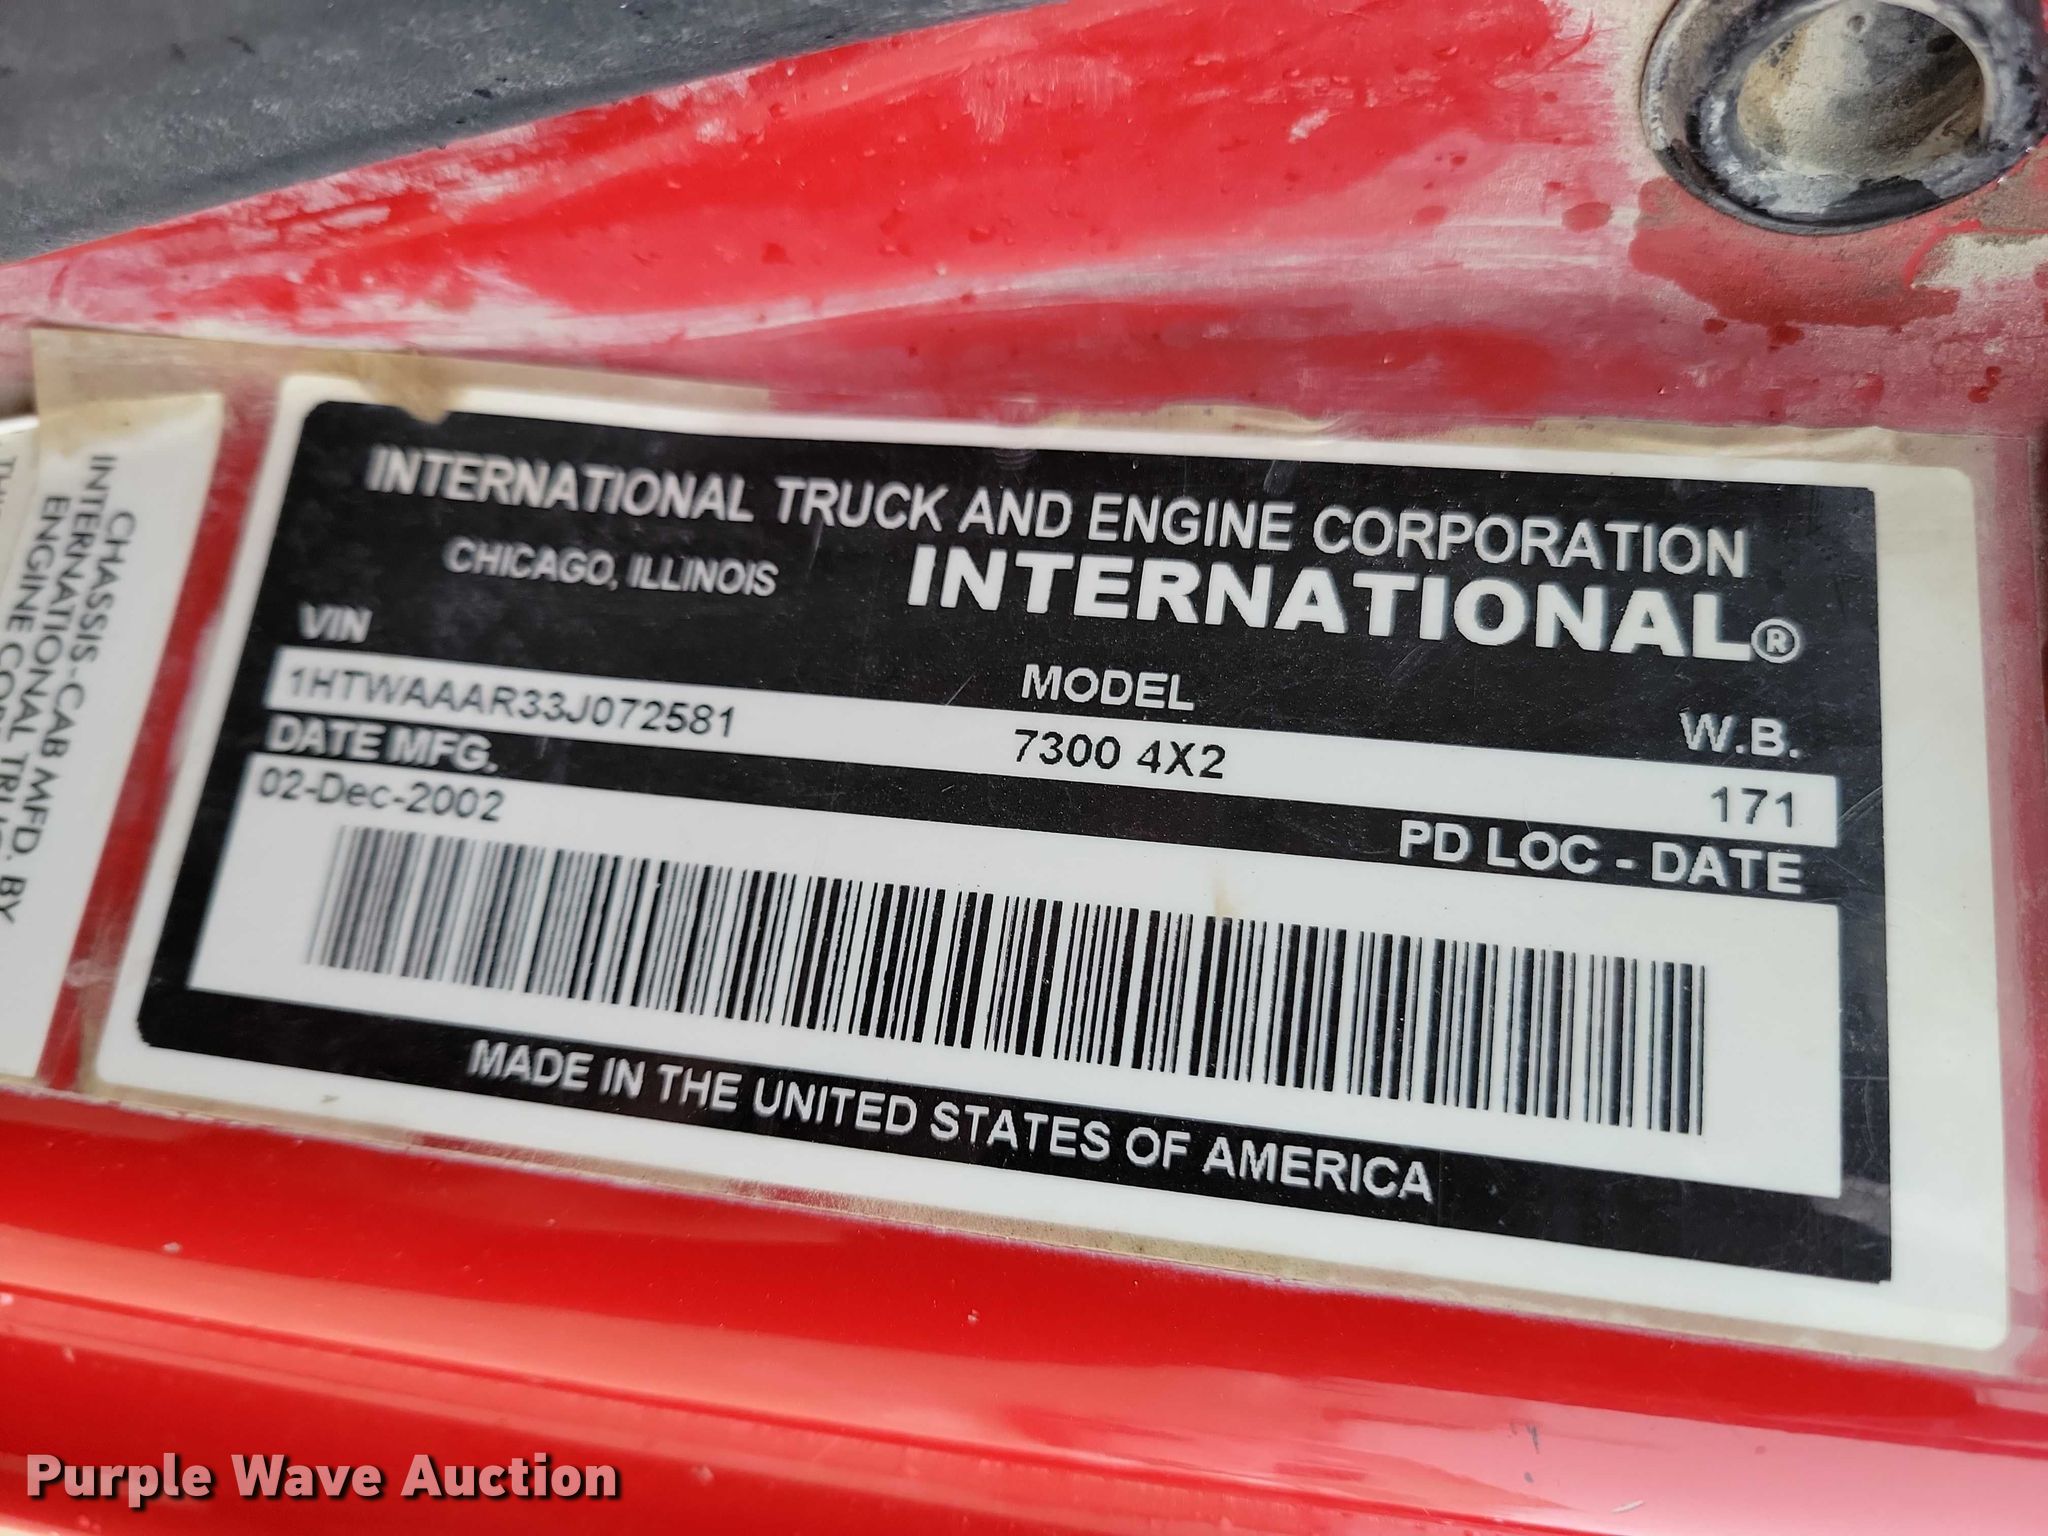 INTERNATIONAL TRUCK AND ENGINE CORPORATION
CHICAGO, ILLINOIS INTERNATIONAL®
VIN MODEL W.B.
1HTWAAAR33J072581 7300 4X2 171
DATE MFG. PD LOC - DATE
02-Dec-2002
MADE IN THE UNITED STATES OF AMERICA
CHASSIS-CAB MFD. BY
INTERNATIONAL TRUCK
ENGINE CORP.
Purple Wave Auction